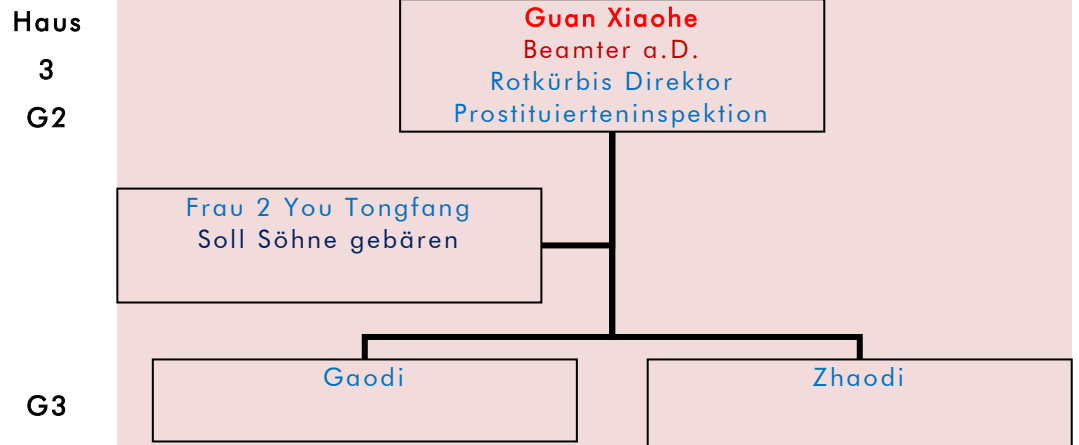 Haus
3
G2
Guan Xiaohe
Beamter a.D.
Rotkürbis Direktor
Prostituierteninspektion
Frau 2 You Tongfang
Soll Söhne gebären
G3
Gaodi
Zhaodi